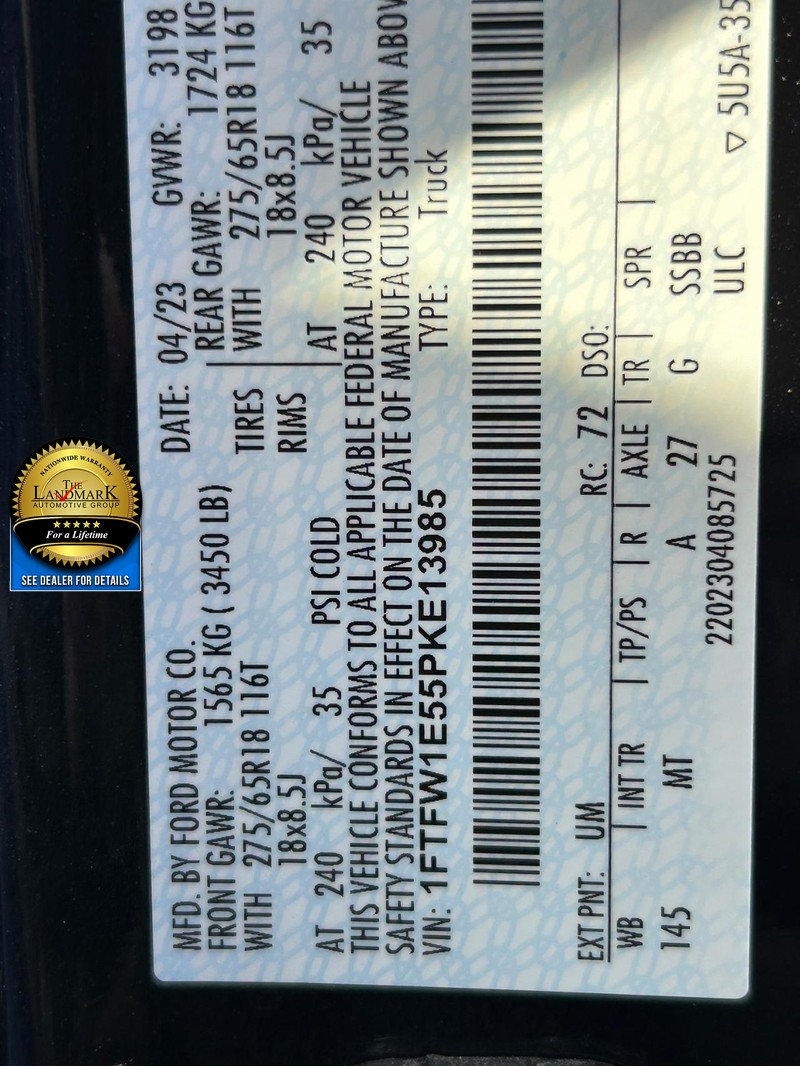 MFD. BY FORD MOTOR CO. DATE: 04/23 GVWR: 3198
FRONT GAWR: 1565 KG ( 3450 LB) REAR GAWR: 1724 KG
WITH 275/65R18 116T TIRES WITH 275/65R18 116T
18x8.5J RIMS 18x8.5J
AT 240 kPa/ 35 PSI COLD AT 240 kPa/ 35
THIS VEHICLE CONFORMS TO ALL APPLICABLE FEDERAL MOTOR VEHICLE
SAFETY STANDARDS IN EFFECT ON THE DATE OF MANUFACTURE SHOWN ABOV
VIN: 1FTFW1E55PKE13985 TYPE: Truck
EXT PNT: UM RC: 72 DSO:
WB | INT TR | TP/PS | R | AXLE | TR | SPR |
145 MT A 27 G SSBB
2202304085725 ULC ▽ 5U5A-35
NATIONWIDE WARRANTY
THE
LANDMARK
AUTOMOTIVE GROUP
For a Lifetime
SEE DEALER FOR DETAILS